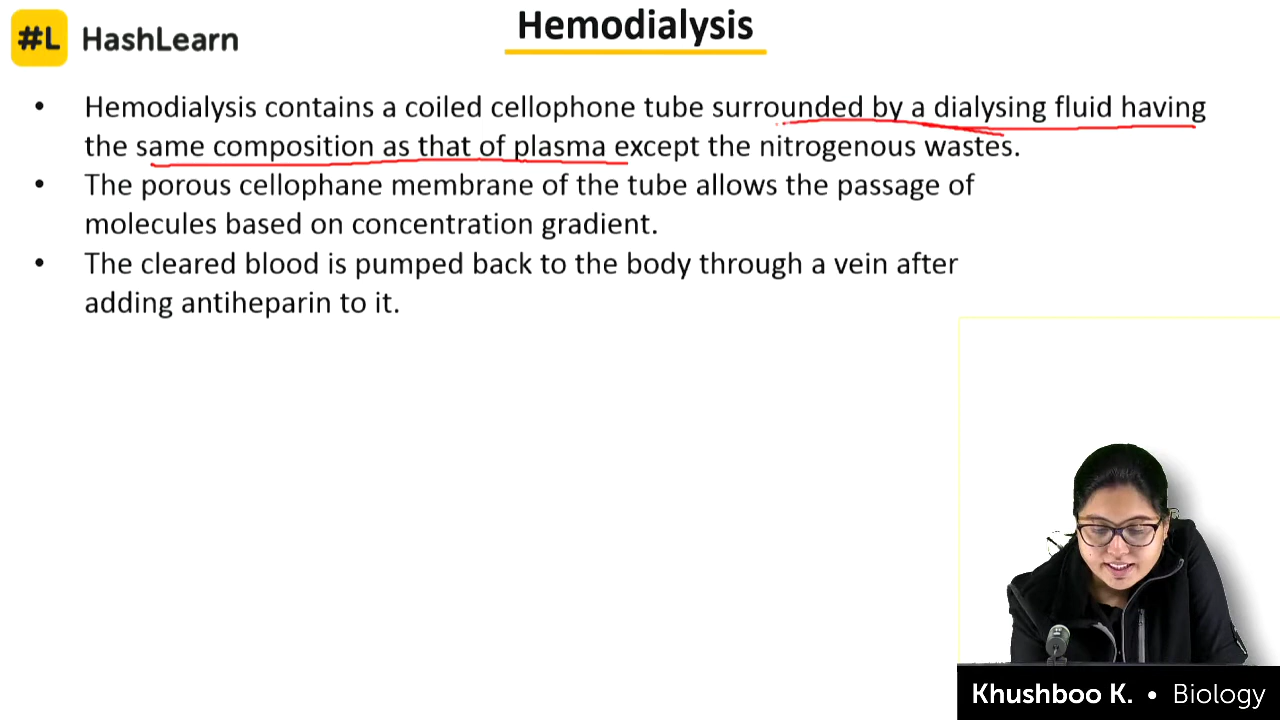 #L HashLearn
Hemodialysis
• Hemodialysis contains a coiled cellophone tube surrounded by a dialysing fluid having
the same composition as that of plasma except the nitrogenous wastes.
• The porous cellophane membrane of the tube allows the passage of
molecules based on concentration gradient.
• The cleared blood is pumped back to the body through a vein after
adding antiheparin to it.
Khushboo K. • Biology